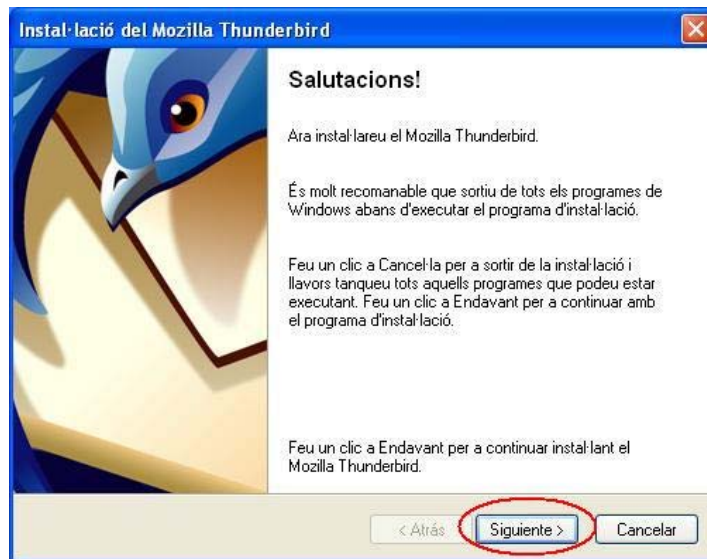 Instal·lació del Mozilla Thunderbird
Salutacions!
Ara instal·lareu el Mozilla Thunderbird.
És molt recomanable que sortiu de tots els programes de
Windows abans d'executar el programa d'instal·lació.
Feu un clic a Cancel·la per a sortir de la instal·lació i
llavors tanqueu tots aquells programes que podeu estar
executant. Feu un clic a Endavant per a continuar amb
el programa d'instal·lació.
Feu un clic a Endavant per a continuar instal·lant el
Mozilla Thunderbird.
< Atrás Siguiente > Cancelar